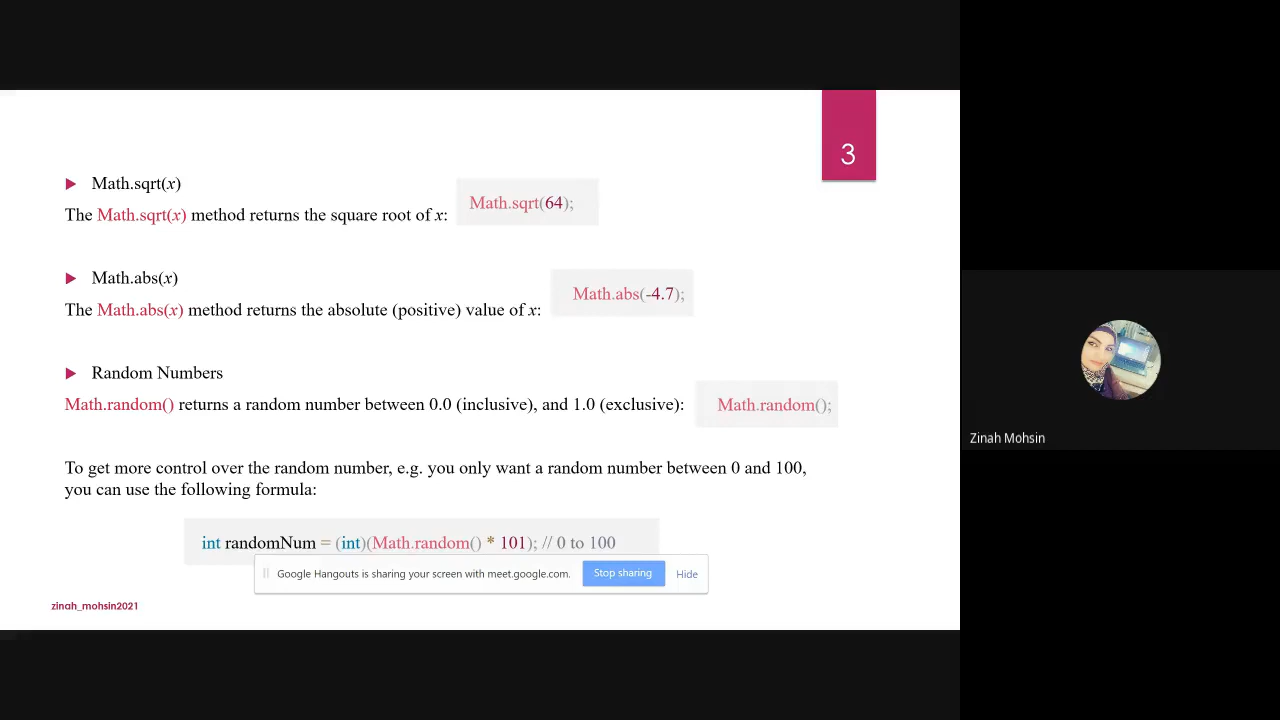 3
Math.sqrt(x)
The Math.sqrt(x) method returns the square root of x:
Math.sqrt(64);
Math.abs(x)
The Math.abs(x) method returns the absolute (positive) value of x:
Math.abs(-4.7);
Random Numbers
Math.random() returns a random number between 0.0 (inclusive), and 1.0 (exclusive):
Math.random();
To get more control over the random number, e.g. you only want a random number between 0 and 100,
you can use the following formula:
int randomNum = (int)(Math.random() * 101); // 0 to 100
Google Hangouts is sharing your screen with meet.google.com.
Stop sharing
Hide
zinah_mohsin2021
Zinah Mohsin